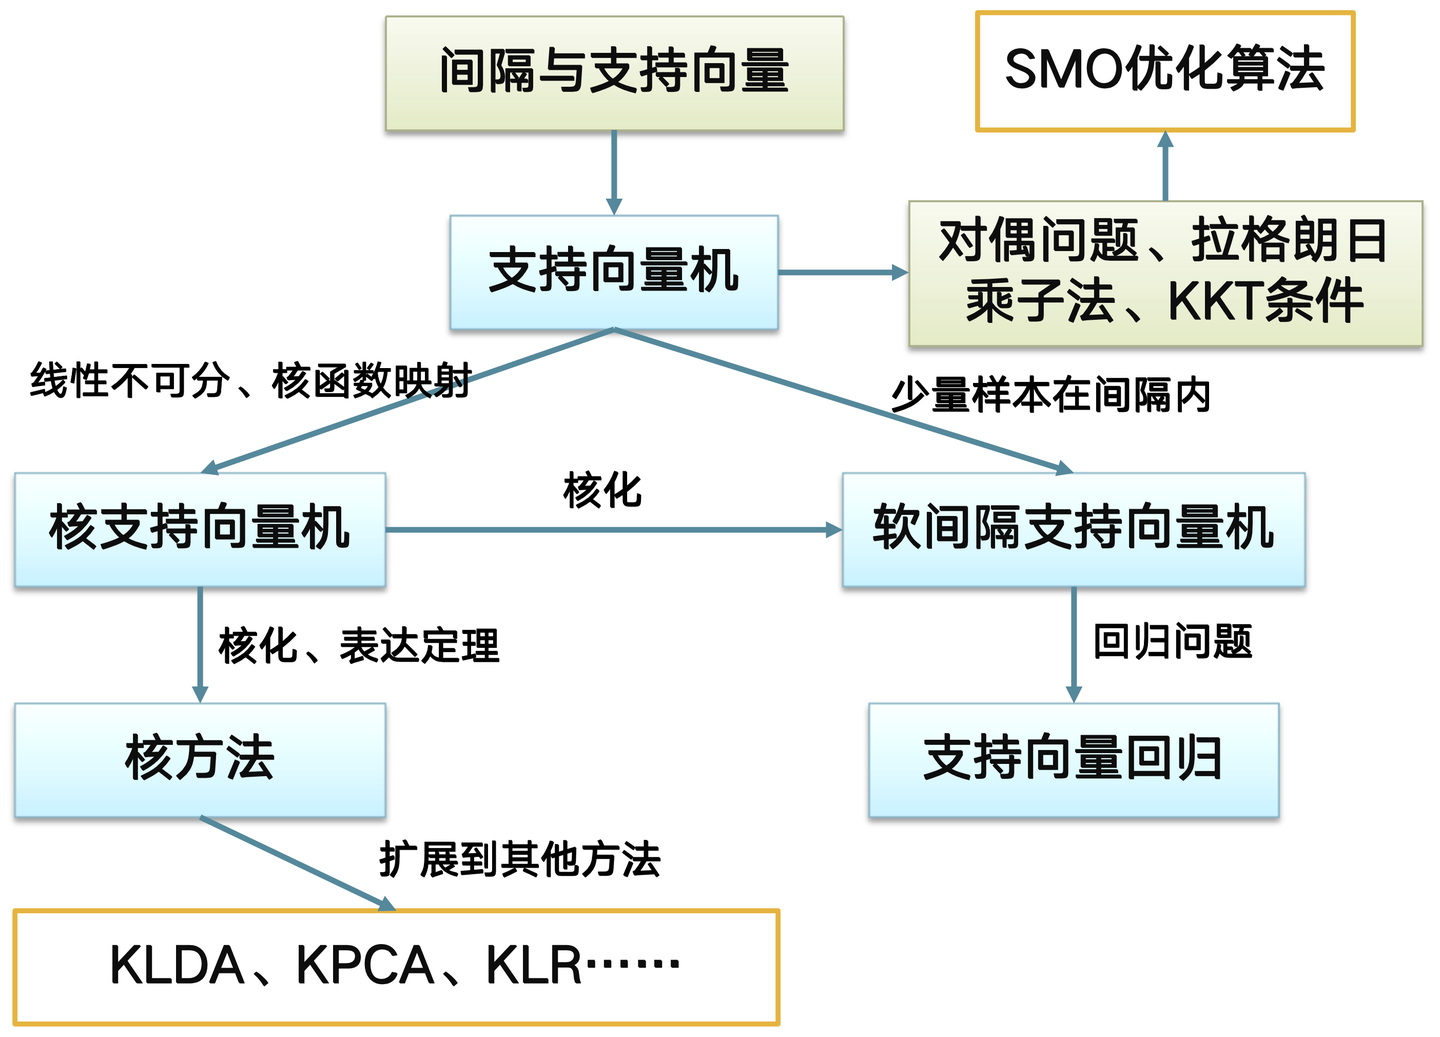 间隔与支持向量
SMO优化算法
支持向量机
对偶问题、拉格朗日
乘子法、KKT条件
线性不可分、核函数映射
少量样本在间隔内
核支持向量机
核化
软间隔支持向量机
核化、表达定理
回归问题
核方法
支持向量回归
扩展到其他方法
KLDA、KPCA、KLR……